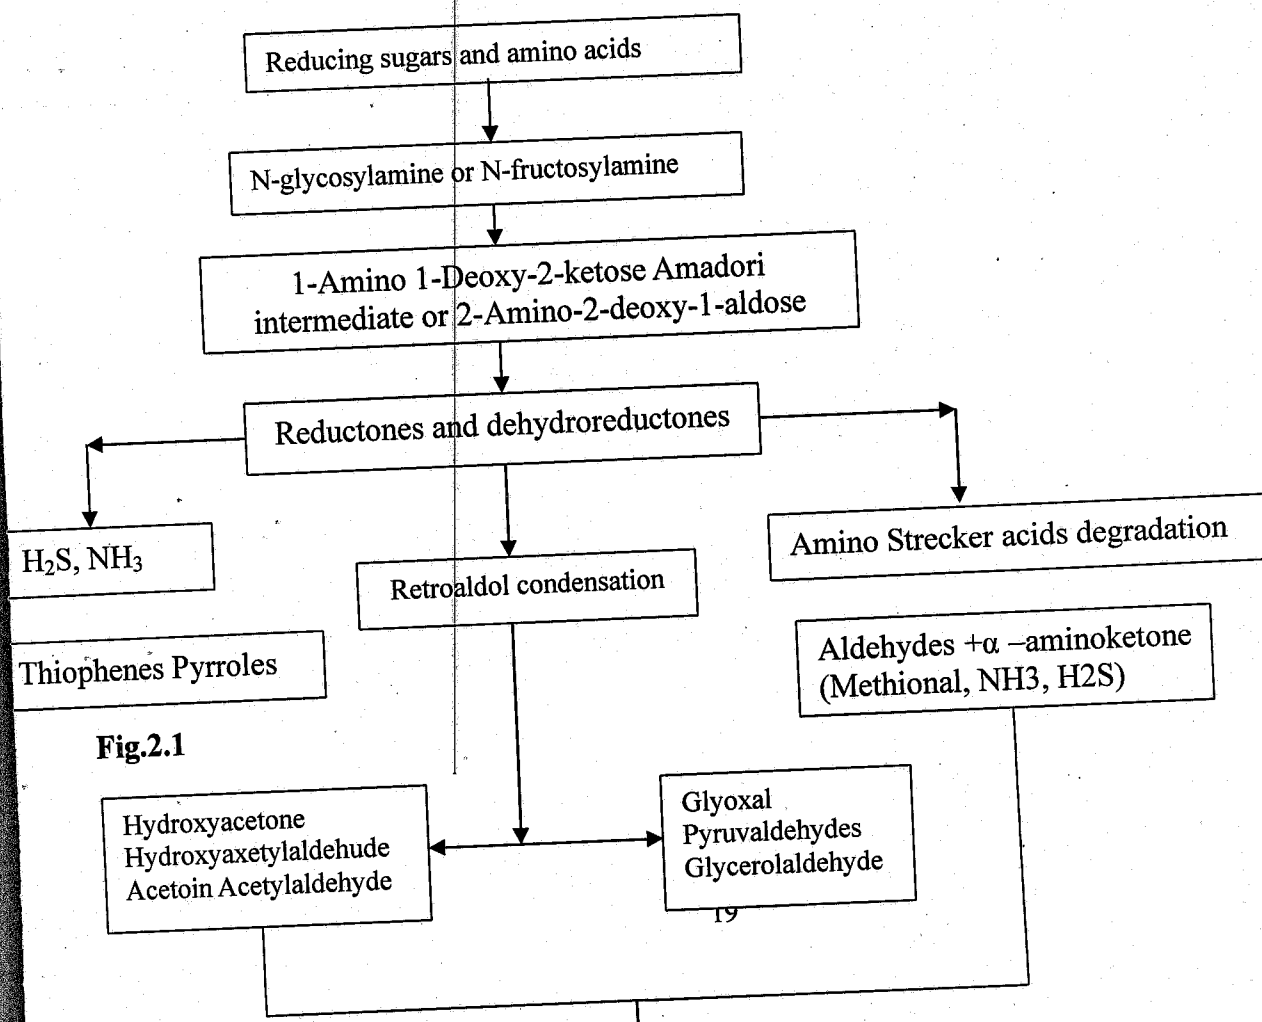 Reducing sugars and amino acids
N-glycosylamine or N-fructosylamine
1-Amino 1-Deoxy-2-ketose Amadori
intermediate or 2-Amino-2-deoxy-1-aldose
Reductones and dehydroreductones
H₂S, NH₃
Retroaldol condensation
Amino Strecker acids degradation
Thiophenes Pyrroles
Aldehydes +α –aminoketone
(Methional, NH3, H2S)
Fig.2.1
Hydroxyacetone
Hydroxyaxetylaldehude
Acetoin Acetylaldehyde
Glyoxal
Pyruvaldehydes
Glycerolaldehyde
19